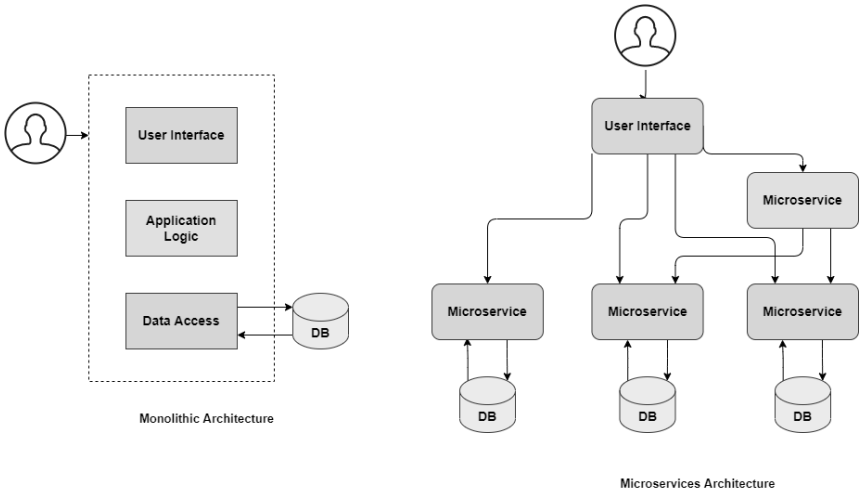 User Interface
Application
Logic
Data Access
DB
Monolithic Architecture
User Interface
Microservice
Microservice
Microservice
Microservice
DB
DB
DB
Microservices Architecture